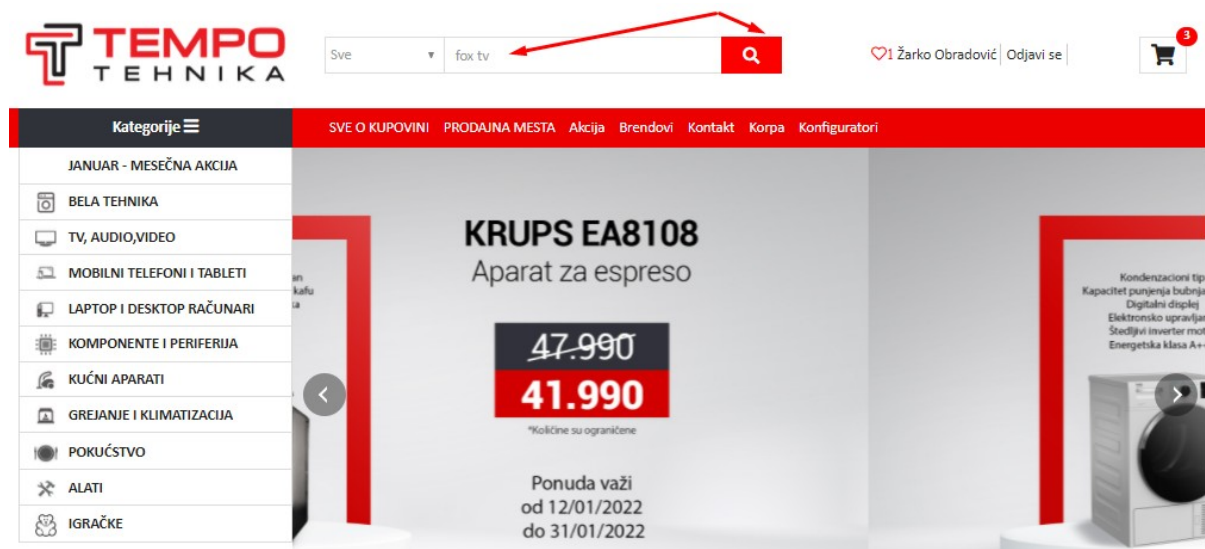 TEMPO
TEHNIKA
Sve
fox tv
1 Žarko Obradović Odjavi se
3
Kategorije
SVE O KUPOVINI PRODAJNA MESTA Akcija Brendovi Kontakt Korpa Konfiguratori
JANUAR - MESEČNA AKCIJA
BELA TEHNIKA
TV, AUDIO,VIDEO
MOBILNI TELEFONI I TABLETI
LAPTOP I DESKTOP RAČUNARI
KOMPONENTE I PERIFERIJA
KUĆNI APARATI
GREJANJE I KLIMATIZACIJA
POKUĆSTVO
ALATI
IGRAČKE
kafu
KRUPS EA8108
Aparat za espreso
47.990
41.990
*Količine su ograničene
Ponuda važi
od 12/01/2022
do 31/01/2022
Kondenzacioni tip
Kapacitet punjenja bubnja
Digitalni displej
Elektronsko upravljan
Štedljivi inverter mot
Energetska klasa A++